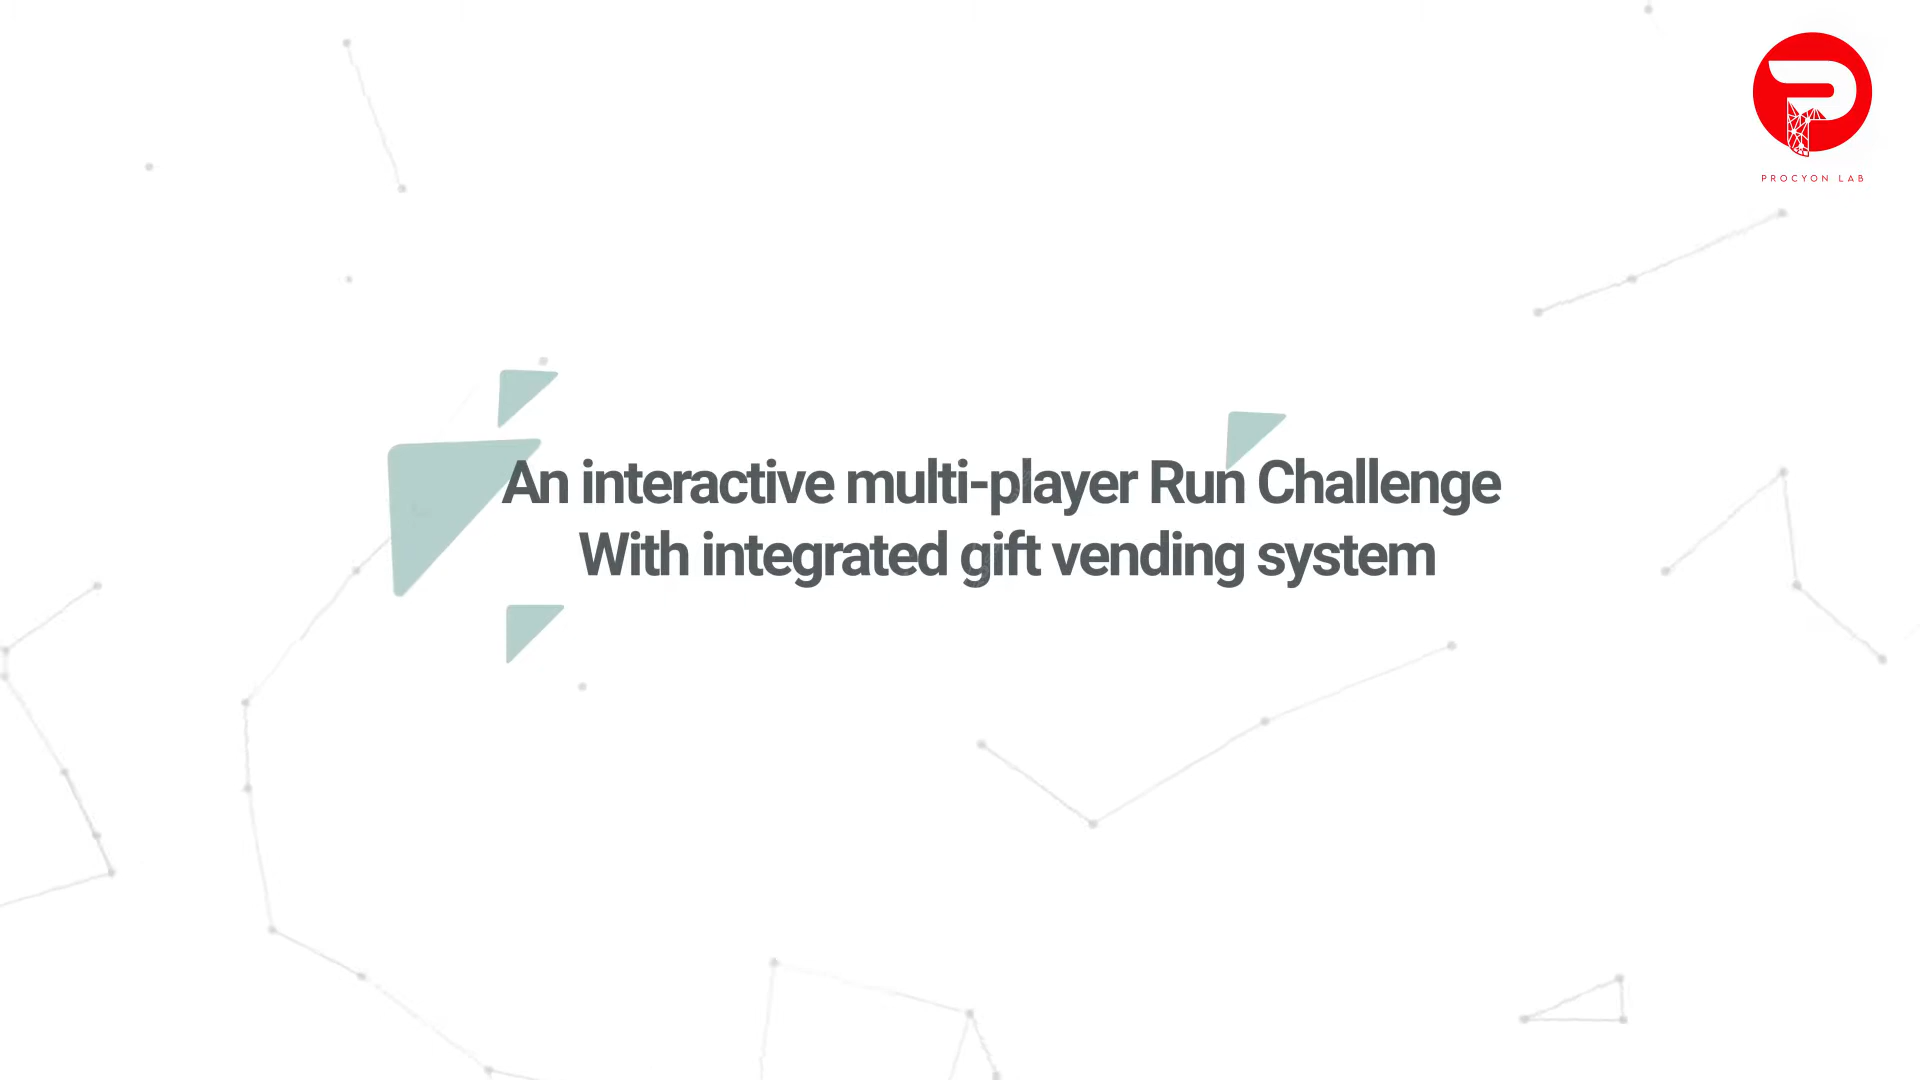 PROCYON LAB
An interactive multi-player Run Challenge
With integrated gift vending system